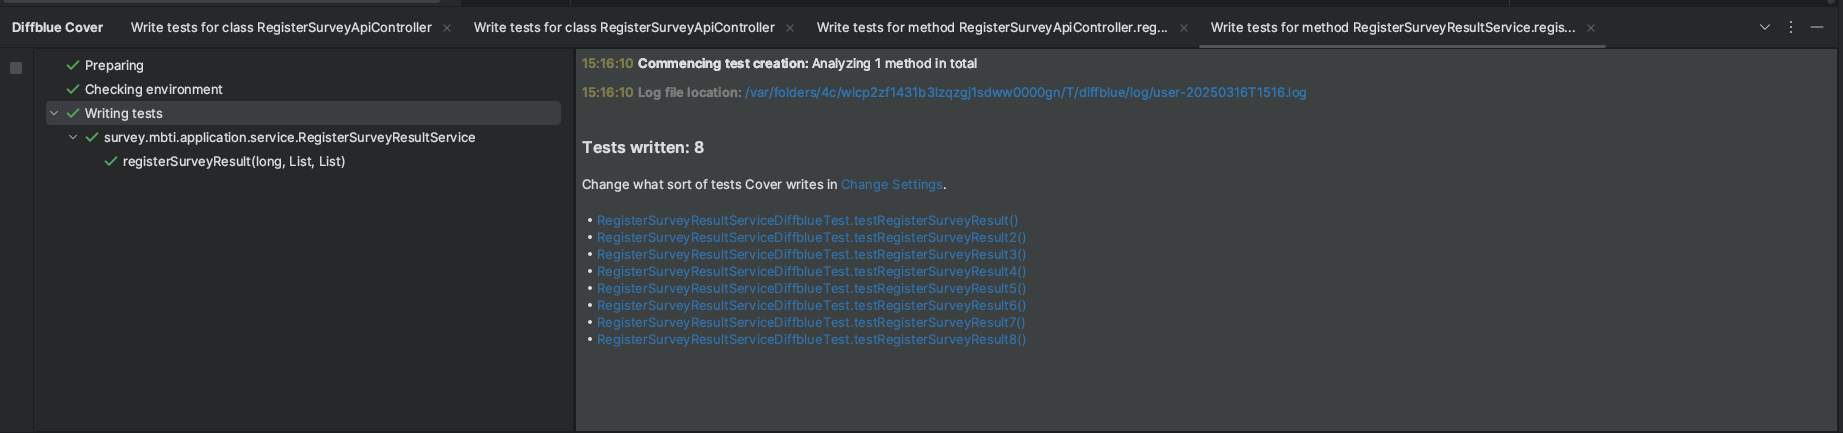 Diffblue Cover
Write tests for class RegisterSurveyApiController
Write tests for class RegisterSurveyApiController
Write tests for method RegisterSurveyApiController.reg...
Write tests for method RegisterSurveyResultService.regis...
Preparing
Checking environment
Writing tests
survey.mbti.application.service.RegisterSurveyResultService
registerSurveyResult(long, List, List)
15:16:10 Commencing test creation: Analyzing 1 method in total
15:16:10 Log file location: /var/folders/4c/wlcp2zf1431b3lzqzgj1sdww0000gn/T/diffblue/log/user-20250316T1516.log
Tests written: 8
Change what sort of tests Cover writes in Change Settings.
• RegisterSurveyResultServiceDiffblueTest.testRegisterSurveyResult()
• RegisterSurveyResultServiceDiffblueTest.testRegisterSurveyResult2()
• RegisterSurveyResultServiceDiffblueTest.testRegisterSurveyResult3()
• RegisterSurveyResultServiceDiffblueTest.testRegisterSurveyResult4()
• RegisterSurveyResultServiceDiffblueTest.testRegisterSurveyResult5()
• RegisterSurveyResultServiceDiffblueTest.testRegisterSurveyResult6()
• RegisterSurveyResultServiceDiffblueTest.testRegisterSurveyResult7()
• RegisterSurveyResultServiceDiffblueTest.testRegisterSurveyResult8()